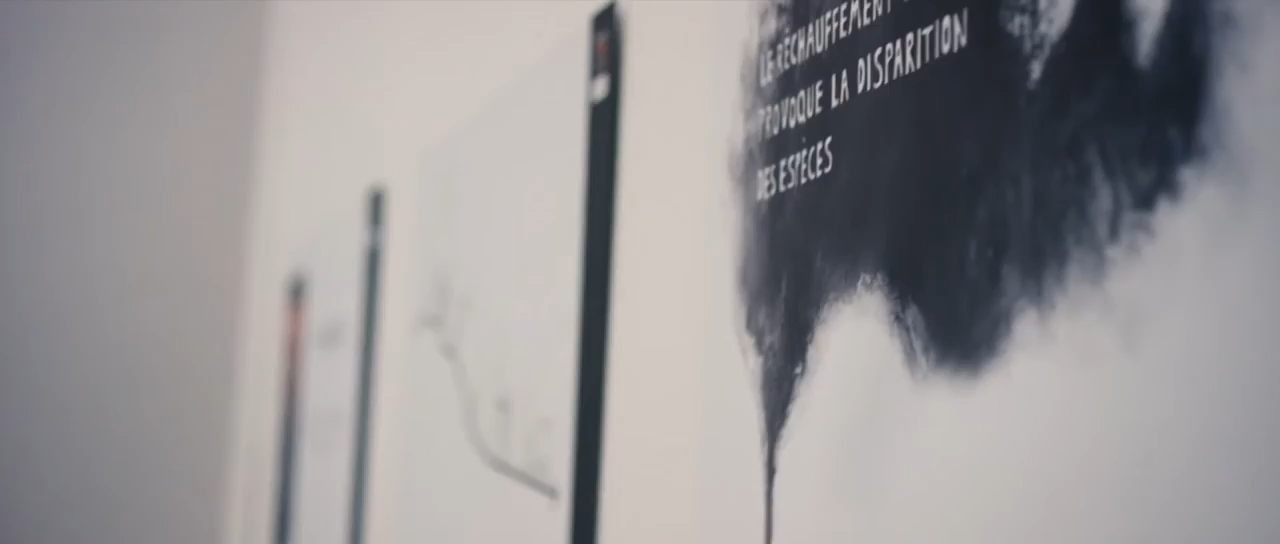 LE RÉCHAUFFEMENT
PROVOQUE LA DISPARITION
DES ESPÈCES